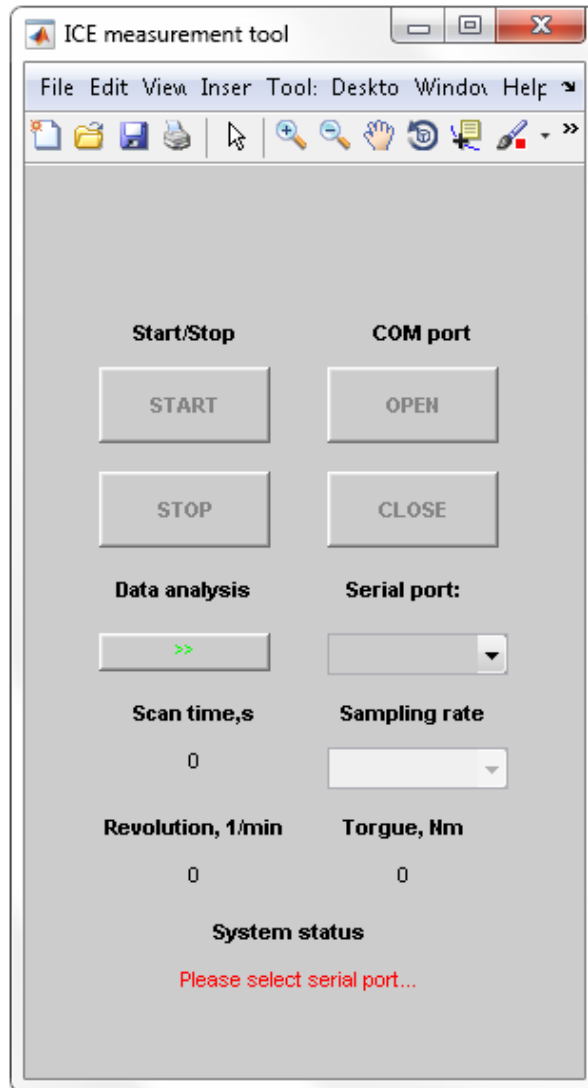 ICE measurement tool
File Edit View Inser Tool: Deskto Window Help
Start/Stop COM port
START OPEN
STOP CLOSE
Data analysis Serial port:
>>
Scan time,s Sampling rate
0
Revolution, 1/min Torgue, Nm
0 0
System status
Please select serial port...